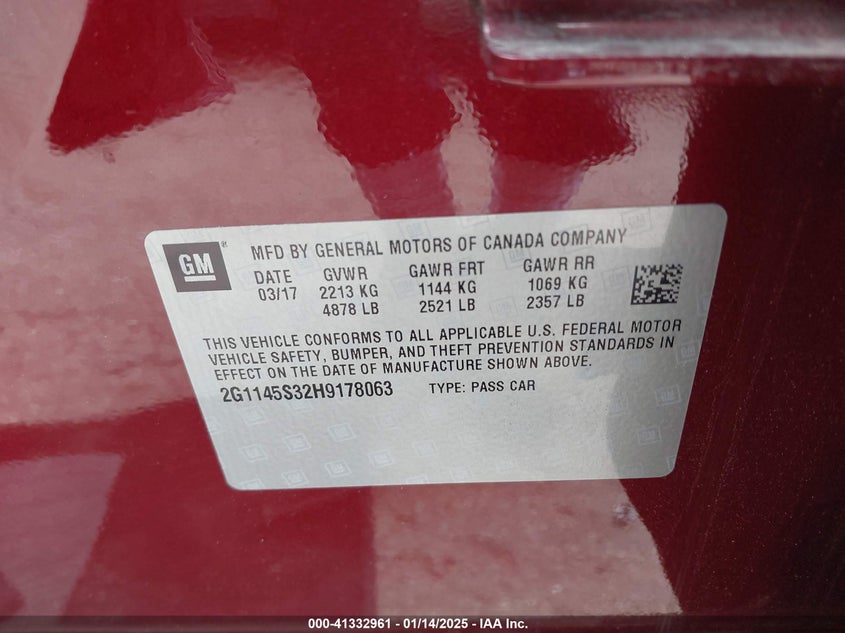 GM ® MFD BY GENERAL MOTORS OF CANADA COMPANY
DATE GVWR GAWR FRT GAWR RR
03/17 2213 KG 1144 KG 1069 KG
4878 LB 2521 LB 2357 LB
THIS VEHICLE CONFORMS TO ALL APPLICABLE U.S. FEDERAL MOTOR
VEHICLE SAFETY, BUMPER, AND THEFT PREVENTION STANDARDS IN
EFFECT ON THE DATE OF MANUFACTURE SHOWN ABOVE.
2G1145S32H9178063 TYPE: PASS CAR
000-41332961 - 01/14/2025 - IAA Inc.